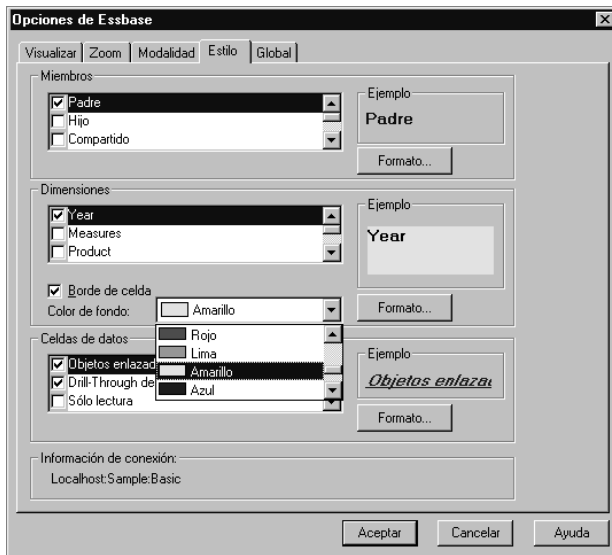 Opciones de Essbase
Visualizar Zoom Modalidad Estilo Global
Miembros
Padre
Hijo
Compartido
Ejemplo
Padre
Formato...
Dimensiones
Year
Measures
Product
Ejemplo
Year
Borde de celda
Color de fondo: Amarillo
Formato...
Rojo
Lima
Amarillo
Azul
Celdas de datos
Objetos enlazad
Drill-Through de
Sólo lectura
Ejemplo
Objetos enlazad
Formato...
Información de conexión:
Localhost:Sample:Basic
Aceptar Cancelar Ayuda